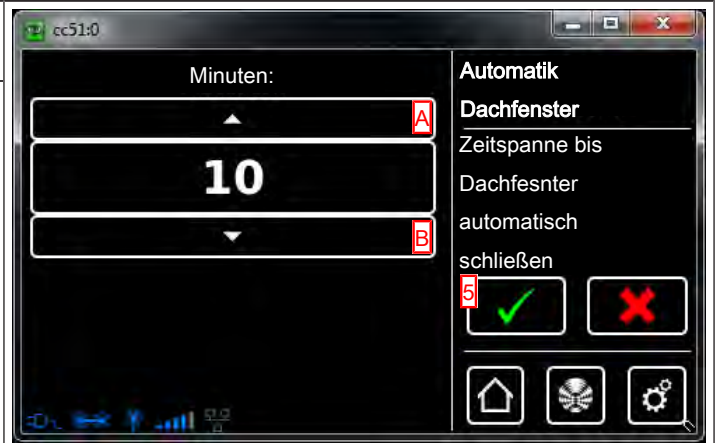 cc51:0
Minuten:
A
10
B
Automatik
Dachfenster
Zeitspanne bis
Dachfesnter
automatisch
schließen
5